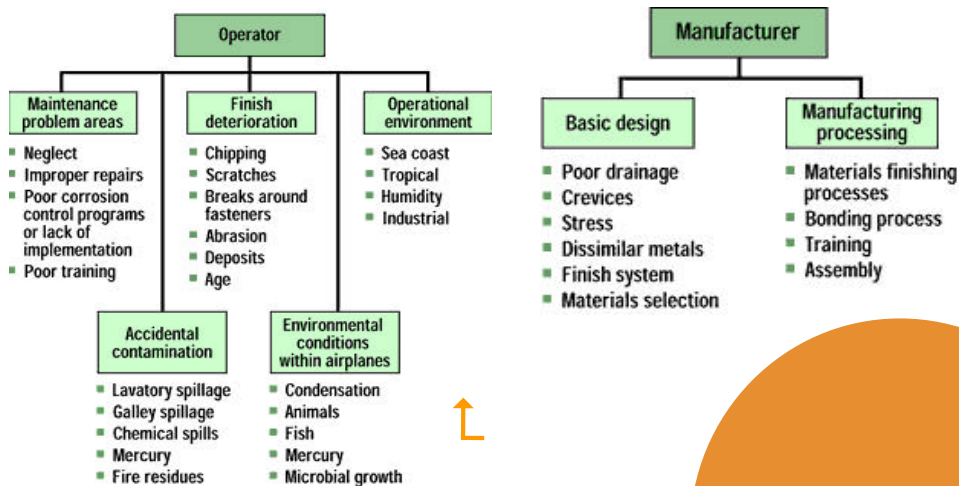 Operator
Maintenance
problem areas
Neglect
Improper repairs
Poor corrosion
control programs
or lack of
implementation
Poor training
Finish
deterioration
Chipping
Scratches
Breaks around
fasteners
Abrasion
Deposits
Age
Operational
environment
Sea coast
Tropical
Humidity
Industrial
Accidental
contamination
Lavatory spillage
Galley spillage
Chemical spills
Mercury
Fire residues
Environmental
conditions
within airplanes
Condensation
Animals
Fish
Mercury
Microbial growth
Manufacturer
Basic design
Poor drainage
Crevices
Stress
Dissimilar metals
Finish system
Materials selection
Manufacturing
processing
Materials finishing
processes
Bonding process
Training
Assembly